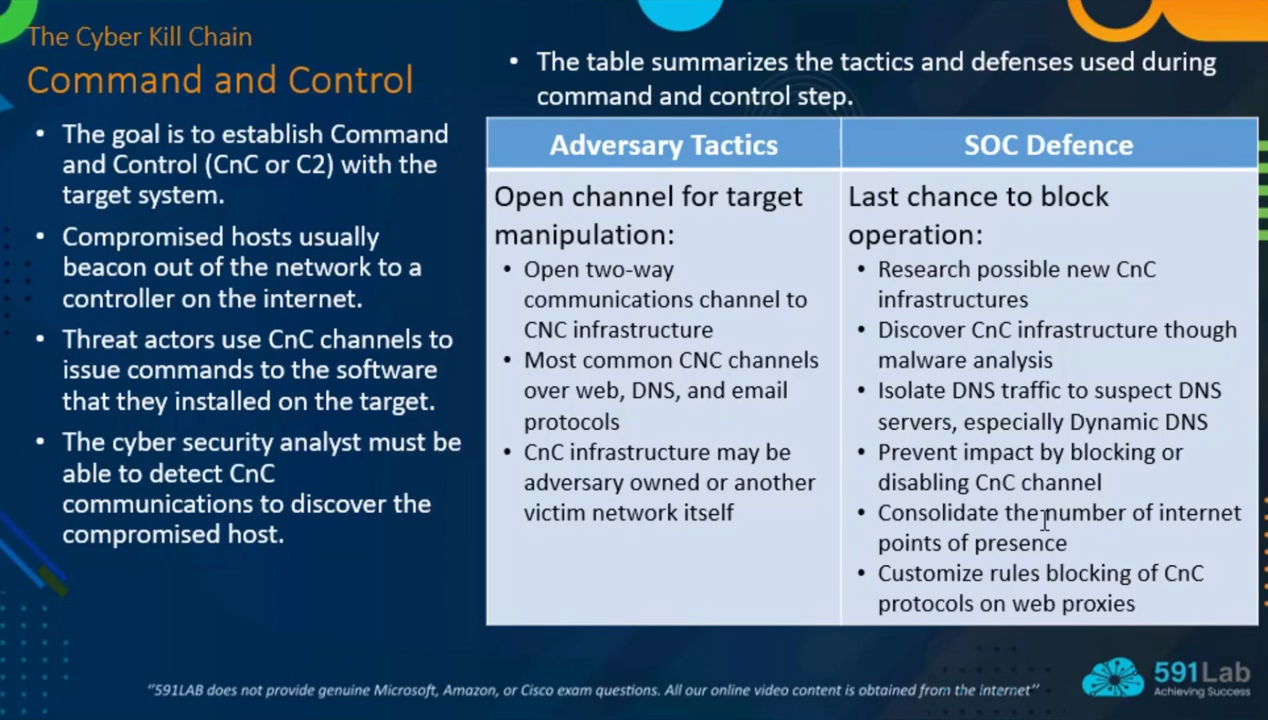 The Cyber Kill Chain
Command and Control
• The goal is to establish Command
and Control (CnC or C2) with the
target system.
• Compromised hosts usually
beacon out of the network to a
controller on the internet.
• Threat actors use CnC channels to
issue commands to the software
that they installed on the target.
• The cyber security analyst must be
able to detect CnC
communications to discover the
compromised host.
• The table summarizes the tactics and defenses used during
command and control step.
Adversary Tactics
Open channel for target
manipulation:
• Open two-way
communications channel to
CNC infrastructure
• Most common CNC channels
over web, DNS, and email
protocols
• CnC infrastructure may be
adversary owned or another
victim network itself
SOC Defence
Last chance to block
operation:
• Research possible new CnC
infrastructures
• Discover CnC infrastructure though
malware analysis
• Isolate DNS traffic to suspect DNS
servers, especially Dynamic DNS
• Prevent impact by blocking or
disabling CnC channel
• Consolidate the number of internet
points of presence
• Customize rules blocking of CnC
protocols on web proxies
"591LAB does not provide genuine Microsoft, Amazon, or Cisco exam questions. All our online video content is obtained from the internet"
591Lab
Achieving Success